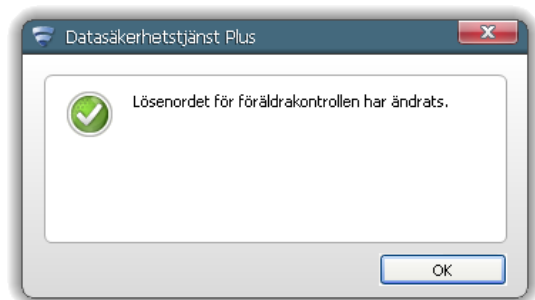 Datasäkerhetstjänst Plus
Lösenordet för föräldrakontrollen har ändrats.
OK